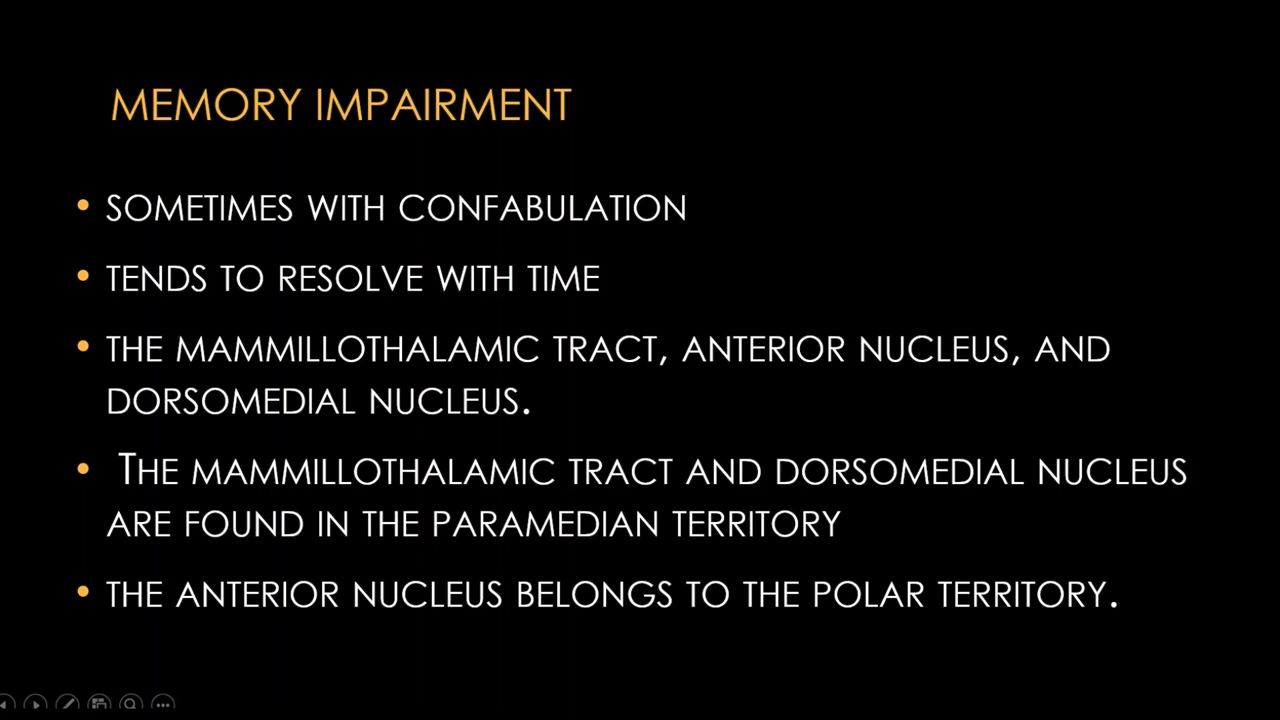 MEMORY IMPAIRMENT
• SOMETIMES WITH CONFABULATION
• TENDS TO RESOLVE WITH TIME
• THE MAMMILLOTHALAMIC TRACT, ANTERIOR NUCLEUS, AND
DORSOMEDIAL NUCLEUS.
• THE MAMMILLOTHALAMIC TRACT AND DORSOMEDIAL NUCLEUS
ARE FOUND IN THE PARAMEDIAN TERRITORY
• THE ANTERIOR NUCLEUS BELONGS TO THE POLAR TERRITORY.